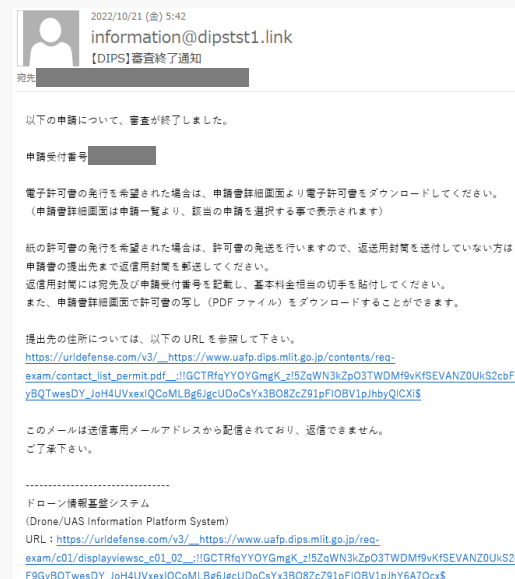 2022/10/21 (金) 5:42
information@dipstst1.link
【DIPS】審査終了通知
宛先
以下の申請について、審査が終了しました。
申請受付番号
電子許可書の発行を希望された場合は、申請書詳細画面より電子許可書をダウンロードしてください。
（申請書詳細画面は申請一覧より、該当の申請を選択する事で表示されます）
紙の許可書の発行を希望された場合は、許可書の発送を行いますので、返送用封筒を送付していない方は
申請書の提出先まで返信用封筒を郵送してください。
返信用封筒には宛先及び申請受付番号を記載し、基本料金相当の切手を貼付してください。
また、申請書詳細画面で許可書の写し（PDF ファイル）をダウンロードすることができます。
提出先の住所については、以下の URL を参照して下さい。
https://urldefense.com/v3/__https://www.uafp.dips.mlit.go.jp/contents/req-
exam/contact_list_permit.pdf__;!!GCTRfqYYOYGmgK_z!5ZqWN3kZpO3TWDMf9vKfSEVANZ0UkS2cbF
yBQTwesDY_JoH4UVxexIQCoMLBg6JgcUDoCsYx3BO8ZcZ91pFIOBV1pJhbyQlCXi$
このメールは送信専用メールアドレスから配信されており、返信できません。
ご了承下さい。
--------------------------------
ドローン情報基盤システム
(Drone/UAS Information Platform System)
URL：https://urldefense.com/v3/__https://www.uafp.dips.mlit.go.jp/req-
exam/c01/displayviewsc_c01_02__;!!GCTRfqYYOYGmgK_z!5ZqWN3kZpO3TWDMf9vKfSEVANZ0UkS2
F9GyBQTwesDY_JoH4UVxexIQCoMLBg6JgcUDoCsYx3BO8ZcZ91pFIOBV1pJhY6A7Ocx$